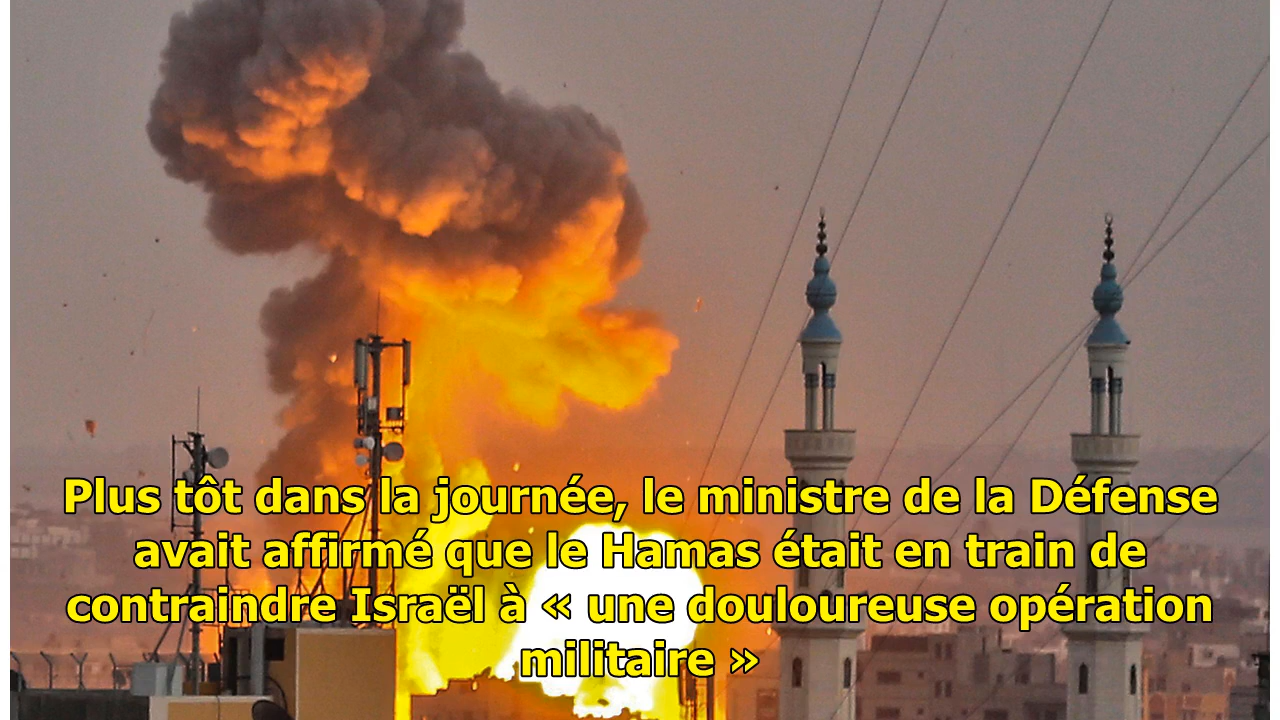 Plus tôt dans la journée, le ministre de la Défense
avait affirmé que le Hamas était en train de
contraindre Israël à « une douloureuse opération
militaire »